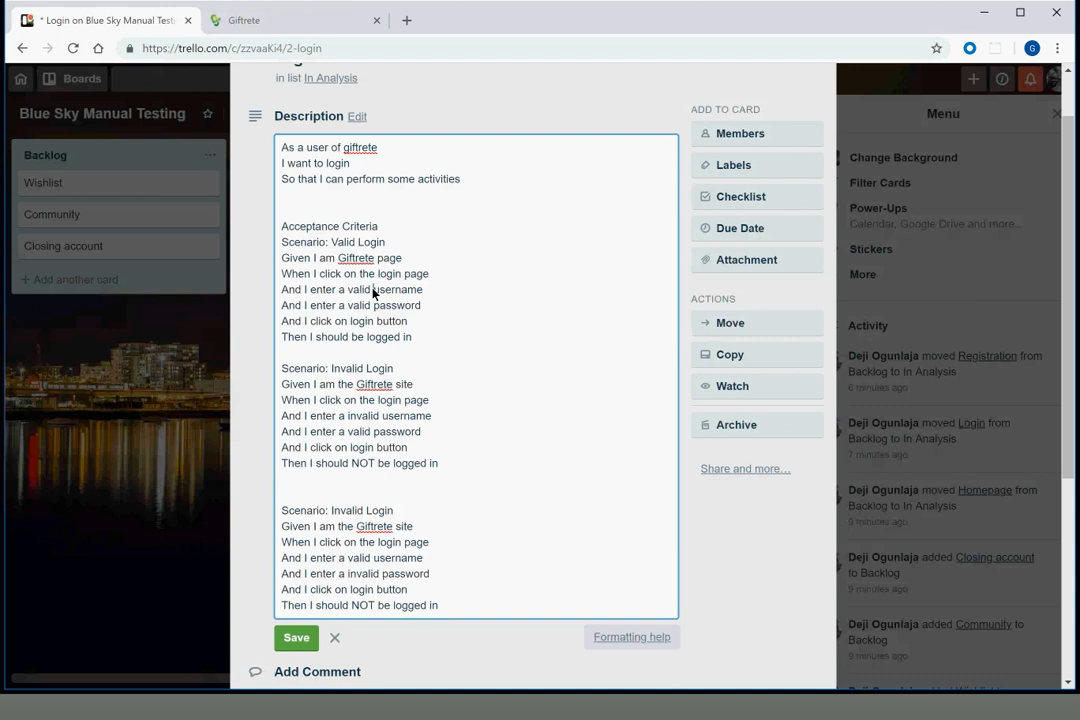 * Login on Blue Sky Manual Test
Giftrete
https://trello.com/c/zzvaaKi4/2-login
G
Boards
Blue Sky Manual Testing
Backlog
Wishlist
Community
Closing account
+ Add another card
in list In Analysis
Description Edit
As a user of giftrete
I want to login
So that I can perform some activities
Acceptance Criteria
Scenario: Valid Login
Given I am Giftrete page
When I click on the login page
And I enter a valid username
And I enter a valid password
And I click on login button
Then I should be logged in
Scenario: Invalid Login
Given I am the Giftrete site
When I click on the login page
And I enter a invalid username
And I enter a valid password
And I click on login button
Then I should NOT be logged in
Scenario: Invalid Login
Given I am the Giftrete site
When I click on the login page
And I enter a valid username
And I enter a invalid password
And I click on login button
Then I should NOT be logged in
Save
Formatting help
Add Comment
ADD TO CARD
Members
Labels
Checklist
Due Date
Attachment
ACTIONS
Move
Copy
Watch
Archive
Share and more…
Menu
Change Background
Filter Cards
Power-Ups
Calendar, Google Drive and more…
Stickers
More
Activity
Deji Ogunlaja moved Registration from
Backlog to In Analysis
6 minutes ago
Deji Ogunlaja moved Login from
Backlog to In Analysis
7 minutes ago
Deji Ogunlaja moved Homepage from
Backlog to In Analysis
9 minutes ago
Deji Ogunlaja added Closing account
to Backlog
9 minutes ago
Deji Ogunlaja added Community to
Backlog
9 minutes ago